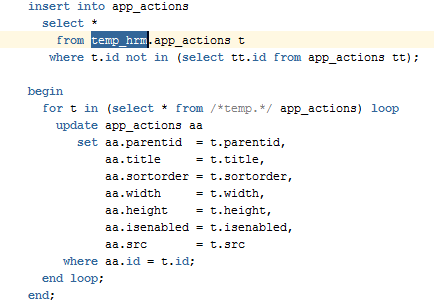 insert into app_actions
select *
from temp_hrm.app_actions t
where t.id not in (select tt.id from app_actions tt);
begin
for t in (select * from /*temp.*/ app_actions) loop
update app_actions aa
set aa.parentid = t.parentid,
aa.title = t.title,
aa.sortorder = t.sortorder,
aa.width = t.width,
aa.height = t.height,
aa.isenabled = t.isenabled,
aa.src = t.src
where aa.id = t.id;
end loop;
end;